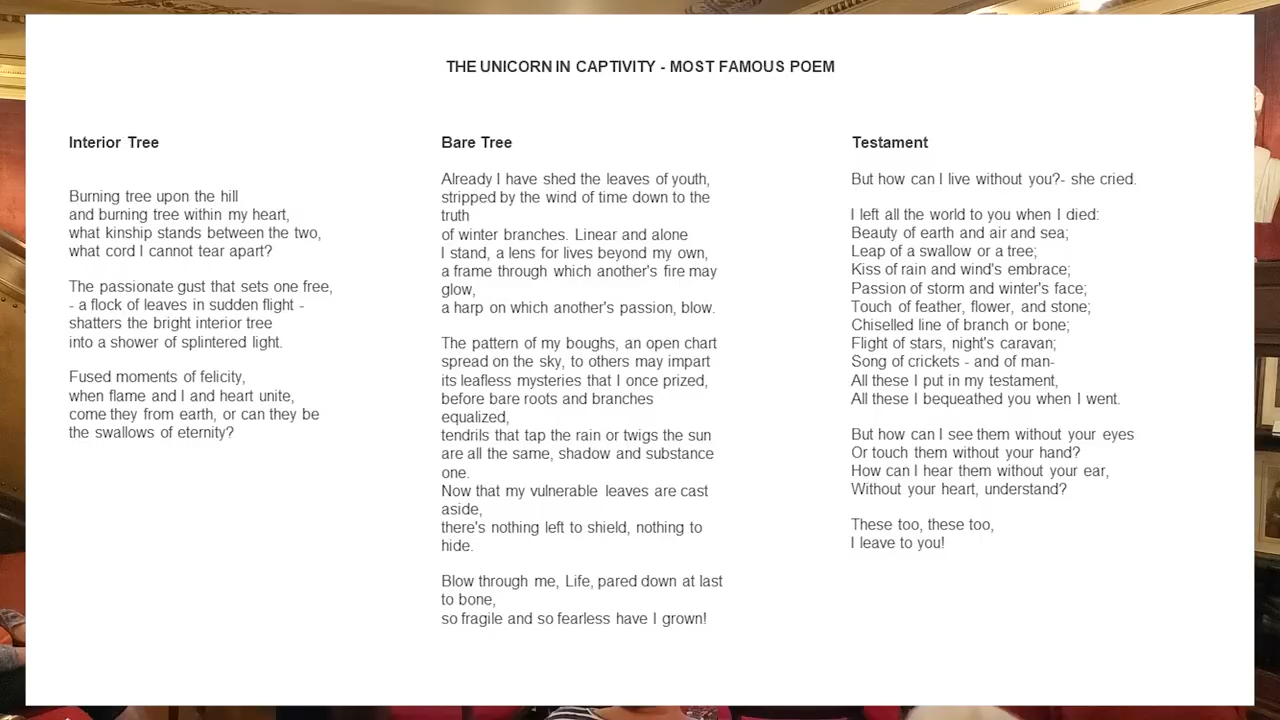 THE UNICORN IN CAPTIVITY - MOST FAMOUS POEM
Interior Tree
Burning tree upon the hill
and burning tree within my heart,
what kinship stands between the two,
what cord I cannot tear apart?
The passionate gust that sets one free,
- a flock of leaves in sudden flight -
shatters the bright interior tree
into a shower of splintered light.
Fused moments of felicity,
when flame and I and heart unite,
come they from earth, or can they be
the swallows of eternity?
Bare Tree
Already I have shed the leaves of youth,
stripped by the wind of time down to the
truth
of winter branches. Linear and alone
I stand, a lens for lives beyond my own,
a frame through which another's fire may
glow,
a harp on which another's passion, blow.
The pattern of my boughs, an open chart
spread on the sky, to others may impart
its leafless mysteries that I once prized,
before bare roots and branches
equalized,
tendrils that tap the rain or twigs the sun
are all the same, shadow and substance
one.
Now that my vulnerable leaves are cast
aside,
there's nothing left to shield, nothing to
hide.
Blow through me, Life, pared down at last
to bone,
so fragile and so fearless have I grown!
Testament
But how can I live without you?- she cried.
I left all the world to you when I died:
Beauty of earth and air and sea;
Leap of a swallow or a tree;
Kiss of rain and wind's embrace;
Passion of storm and winter's face;
Touch of feather, flower, and stone;
Chiselled line of branch or bone;
Flight of stars, night's caravan;
Song of crickets - and of man-
All these I put in my testament,
All these I bequeathed you when I went.
But how can I see them without your eyes
Or touch them without your hand?
How can I hear them without your ear,
Without your heart, understand?
These too, these too,
I leave to you!